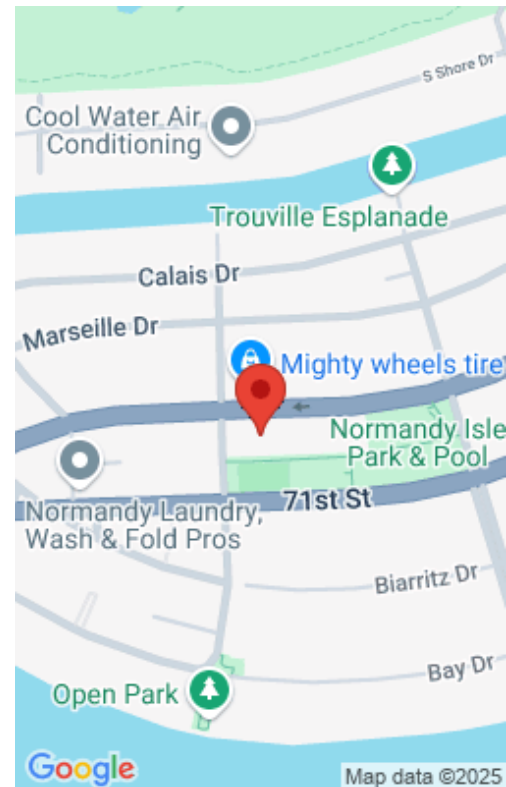 S Shore Dr
Cool Water Air
Conditioning
Trouville Esplanade
Calais Dr
Marseille Dr
Mighty wheels tire
Normandy Isle
Park & Pool
71st St
Normandy Laundry,
Wash & Fold Pros
Biarritz Dr
Bay Dr
Open Park
Google
Map data ©2025